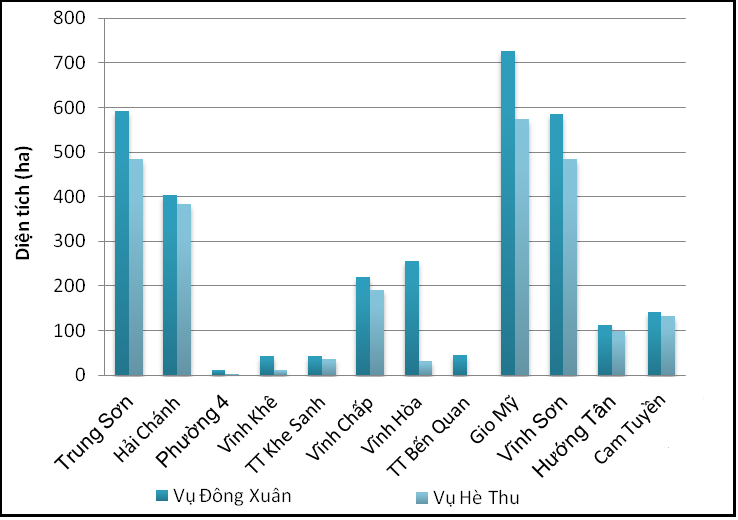 800
700
600
500
400
300
200
100
0
Diện tích (ha)
Trung Sơn
Hải Chánh
Phường 4
Vĩnh Khê
TT Khe Sanh
Vĩnh Chấp
Vĩnh Hòa
TT Bến Quan
Gio Mỹ
Vĩnh Sơn
Hướng Tân
Cam Tuyền
Vụ Đông Xuân
Vụ Hè Thu